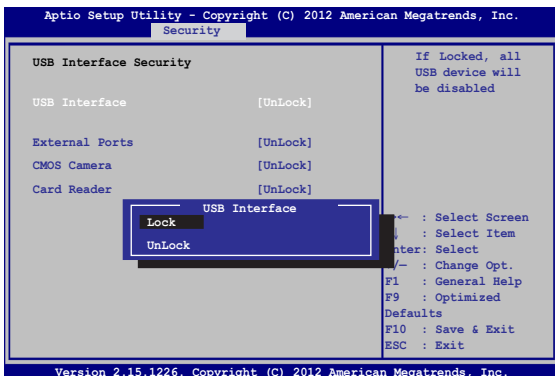 Aptio Setup Utility - Copyright (C) 2012 American Megatrends, Inc.
Security
USB Interface Security
USB Interface [UnLock]
External Ports [UnLock]
CMOS Camera [UnLock]
Card Reader [UnLock]
USB Interface
Lock
UnLock
If Locked, all
USB device will
be disabled
: Select Screen
: Select Item
: Select
: Change Opt.
F1 : General Help
F9 : Optimized
Defaults
F10 : Save & Exit
ESC : Exit
Version 2.15.1226. Copyright (C) 2012 American Megatrends, Inc.